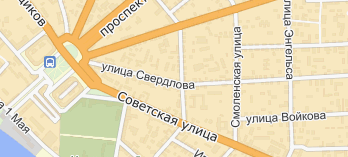 проспект
улица Свердлова
Советская улица
Смоленская улица
улица Энгельса
улица Войкова
1 Мая